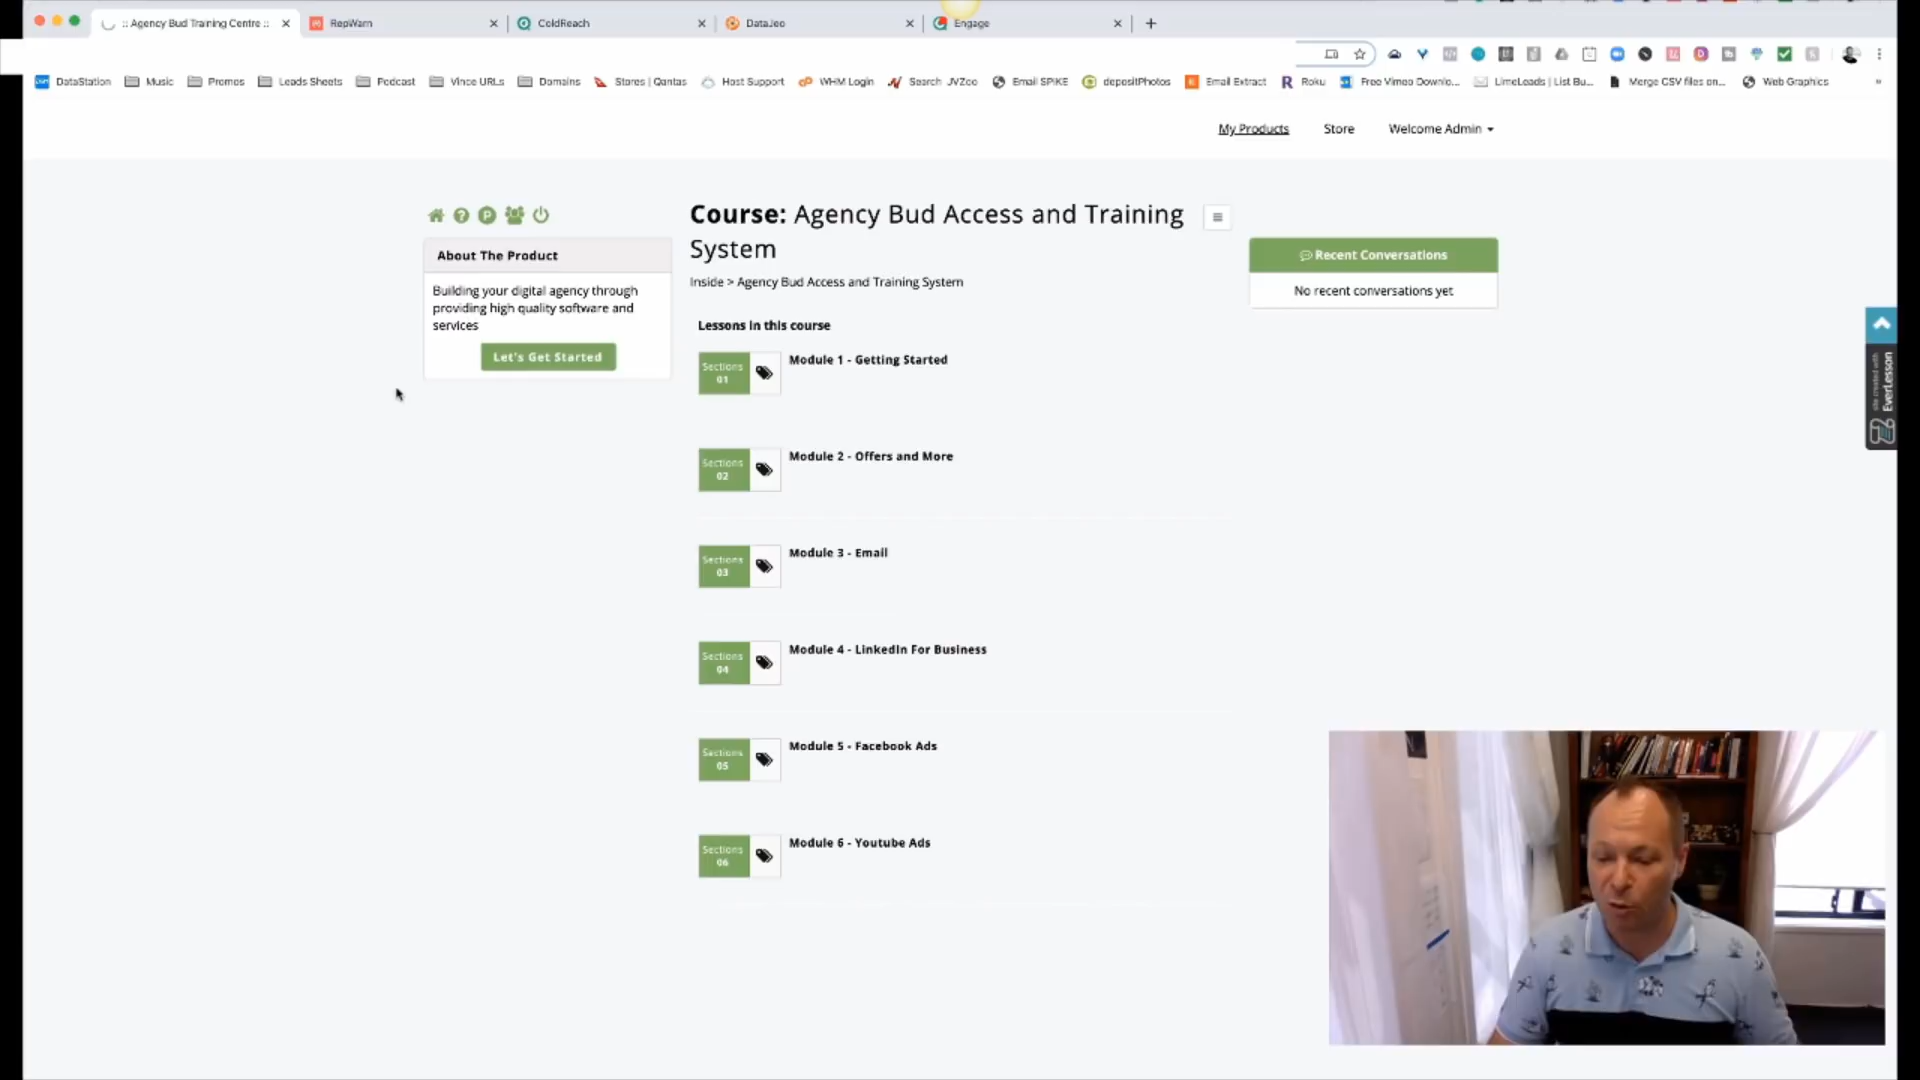 :: Agency Bud Training Centre ::
RepWarn
ColdReach
DataJeo
Engage
DataStation
Music
Promos
Leads Sheets
Podcast
Vince URLs
Domains
Stores | Qantas
Host Support
WHM Login
Search JVZoo
Email SPIKE
depositPhotos
Email Extract
Roku
Free Vimeo Downlo...
LimeLeads | List Bu...
Merge CSV files on...
Web Graphics
»
My Products
Store
Welcome Admin
Course: Agency Bud Access and Training
System
Inside > Agency Bud Access and Training System
About The Product
Building your digital agency through
providing high quality software and
services
Let's Get Started
Lessons in this course
Sections
01
Module 1 - Getting Started
Sections
02
Module 2 - Offers and More
Sections
03
Module 3 - Email
Sections
04
Module 4 - LinkedIn For Business
Sections
05
Module 5 - Facebook Ads
Sections
06
Module 6 - Youtube Ads
Recent Conversations
No recent conversations yet
site created with
EverLesson